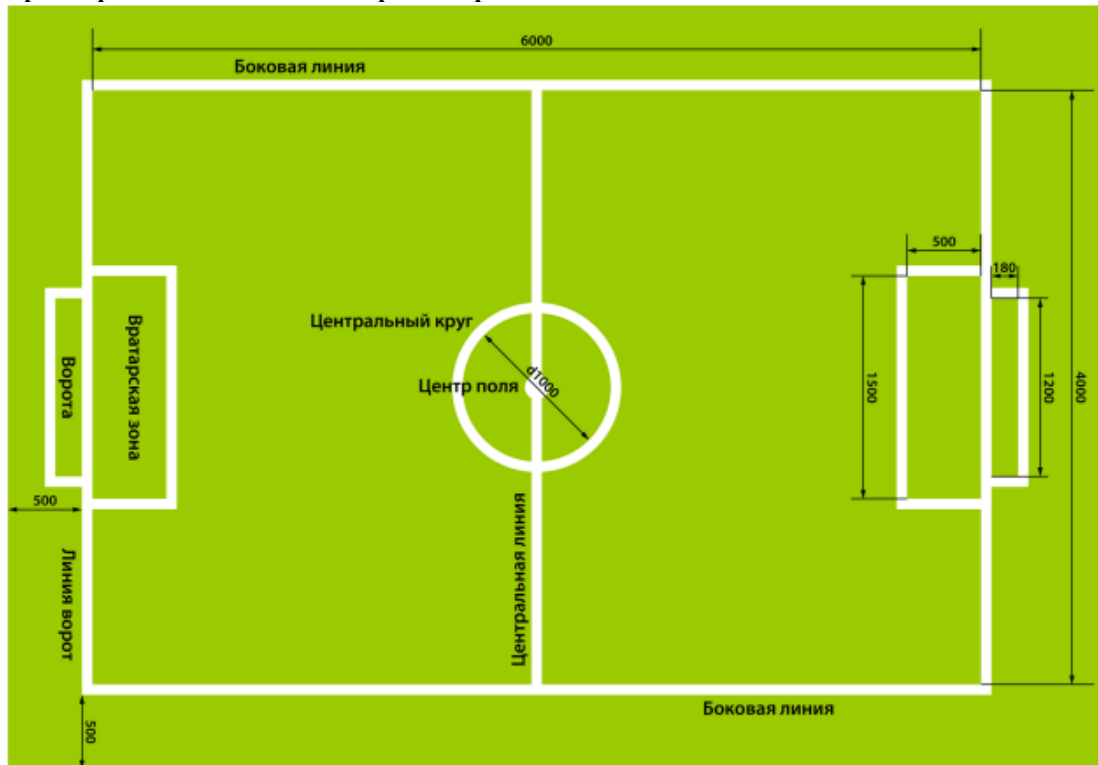 6000
Боковая линия
500
180
Центральный круг
Центр поля
d1000
Вратарская зона
Ворота
1500
1200
4000
500
Линия ворот
Центральная линия
Боковая линия
500